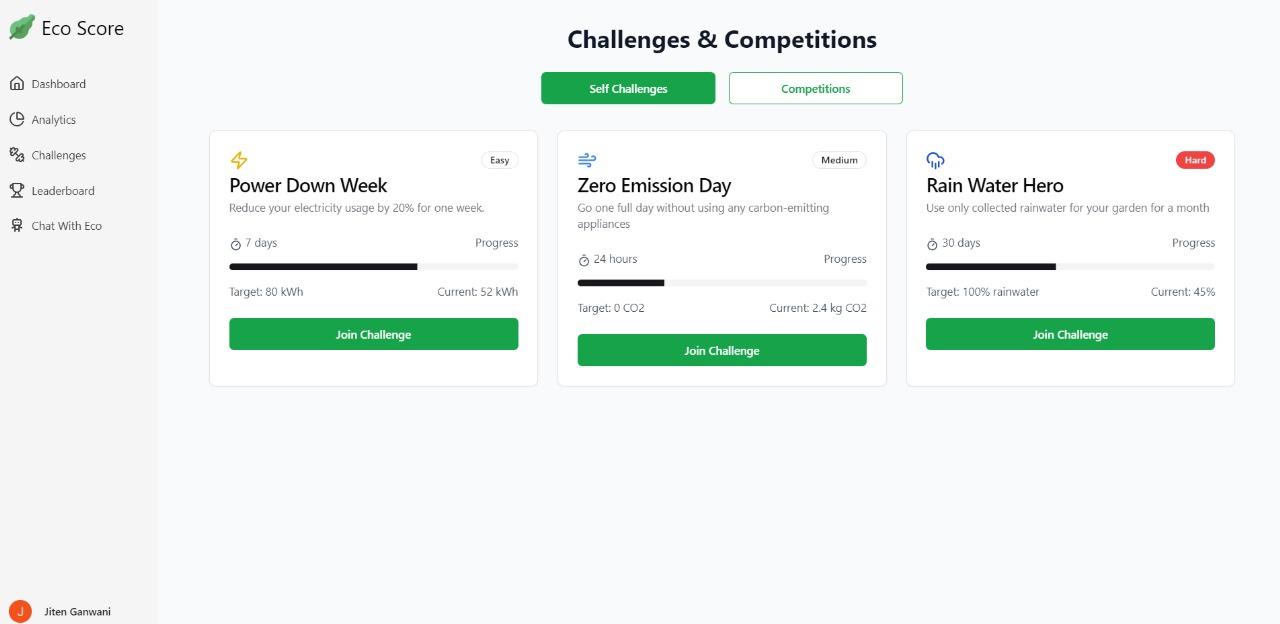 Eco Score
Dashboard
Analytics
Challenges
Leaderboard
Chat With Eco
J
Jiten Ganwani
Challenges & Competitions
Self Challenges
Competitions
Easy
Power Down Week
Reduce your electricity usage by 20% for one week.
7 days Progress
Target: 80 kWh Current: 52 kWh
Join Challenge
Medium
Zero Emission Day
Go one full day without using any carbon-emitting
appliances
24 hours Progress
Target: 0 CO2 Current: 2.4 kg CO2
Join Challenge
Hard
Rain Water Hero
Use only collected rainwater for your garden for a month
30 days Progress
Target: 100% rainwater Current: 45%
Join Challenge